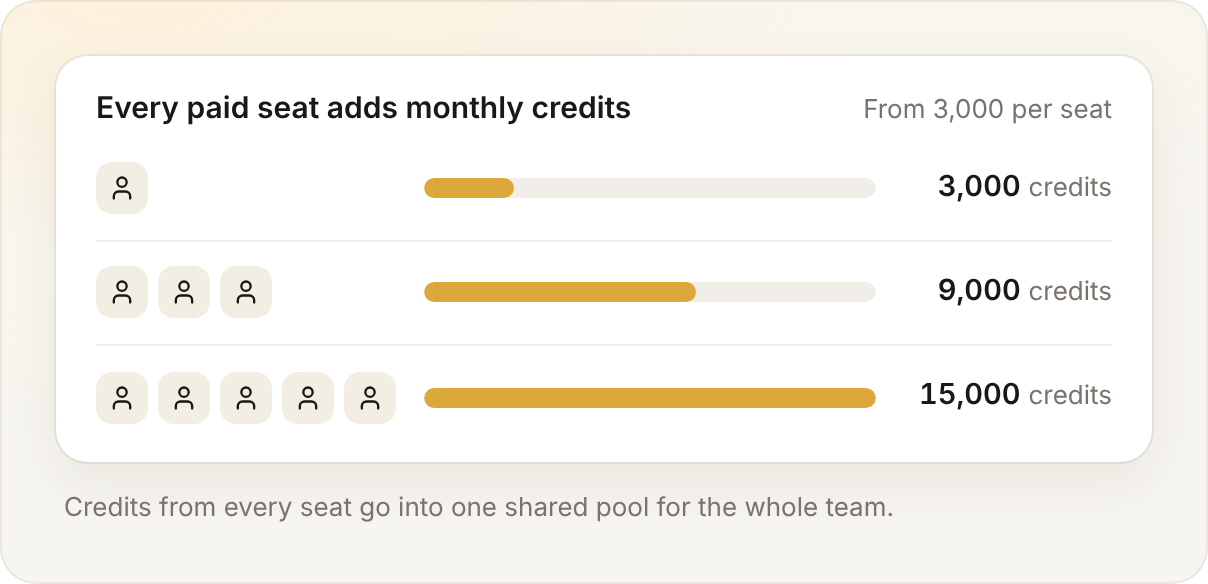 Every paid seat adds monthly credits
From 3,000 per seat
3,000 credits
9,000 credits
15,000 credits
Credits from every seat go into one shared pool for the whole team.